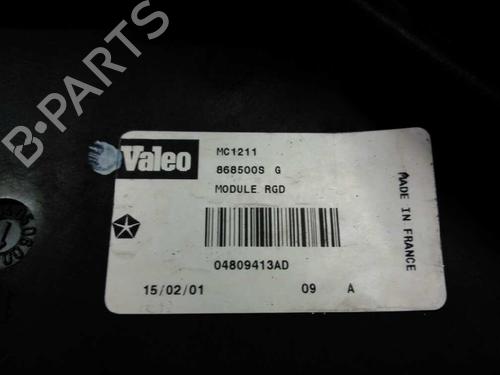 B-PARTS
Valeo
MC1211
868500S G
MODULE RGD
04809413AD
15/02/01 09 A
MADE IN FRANCE